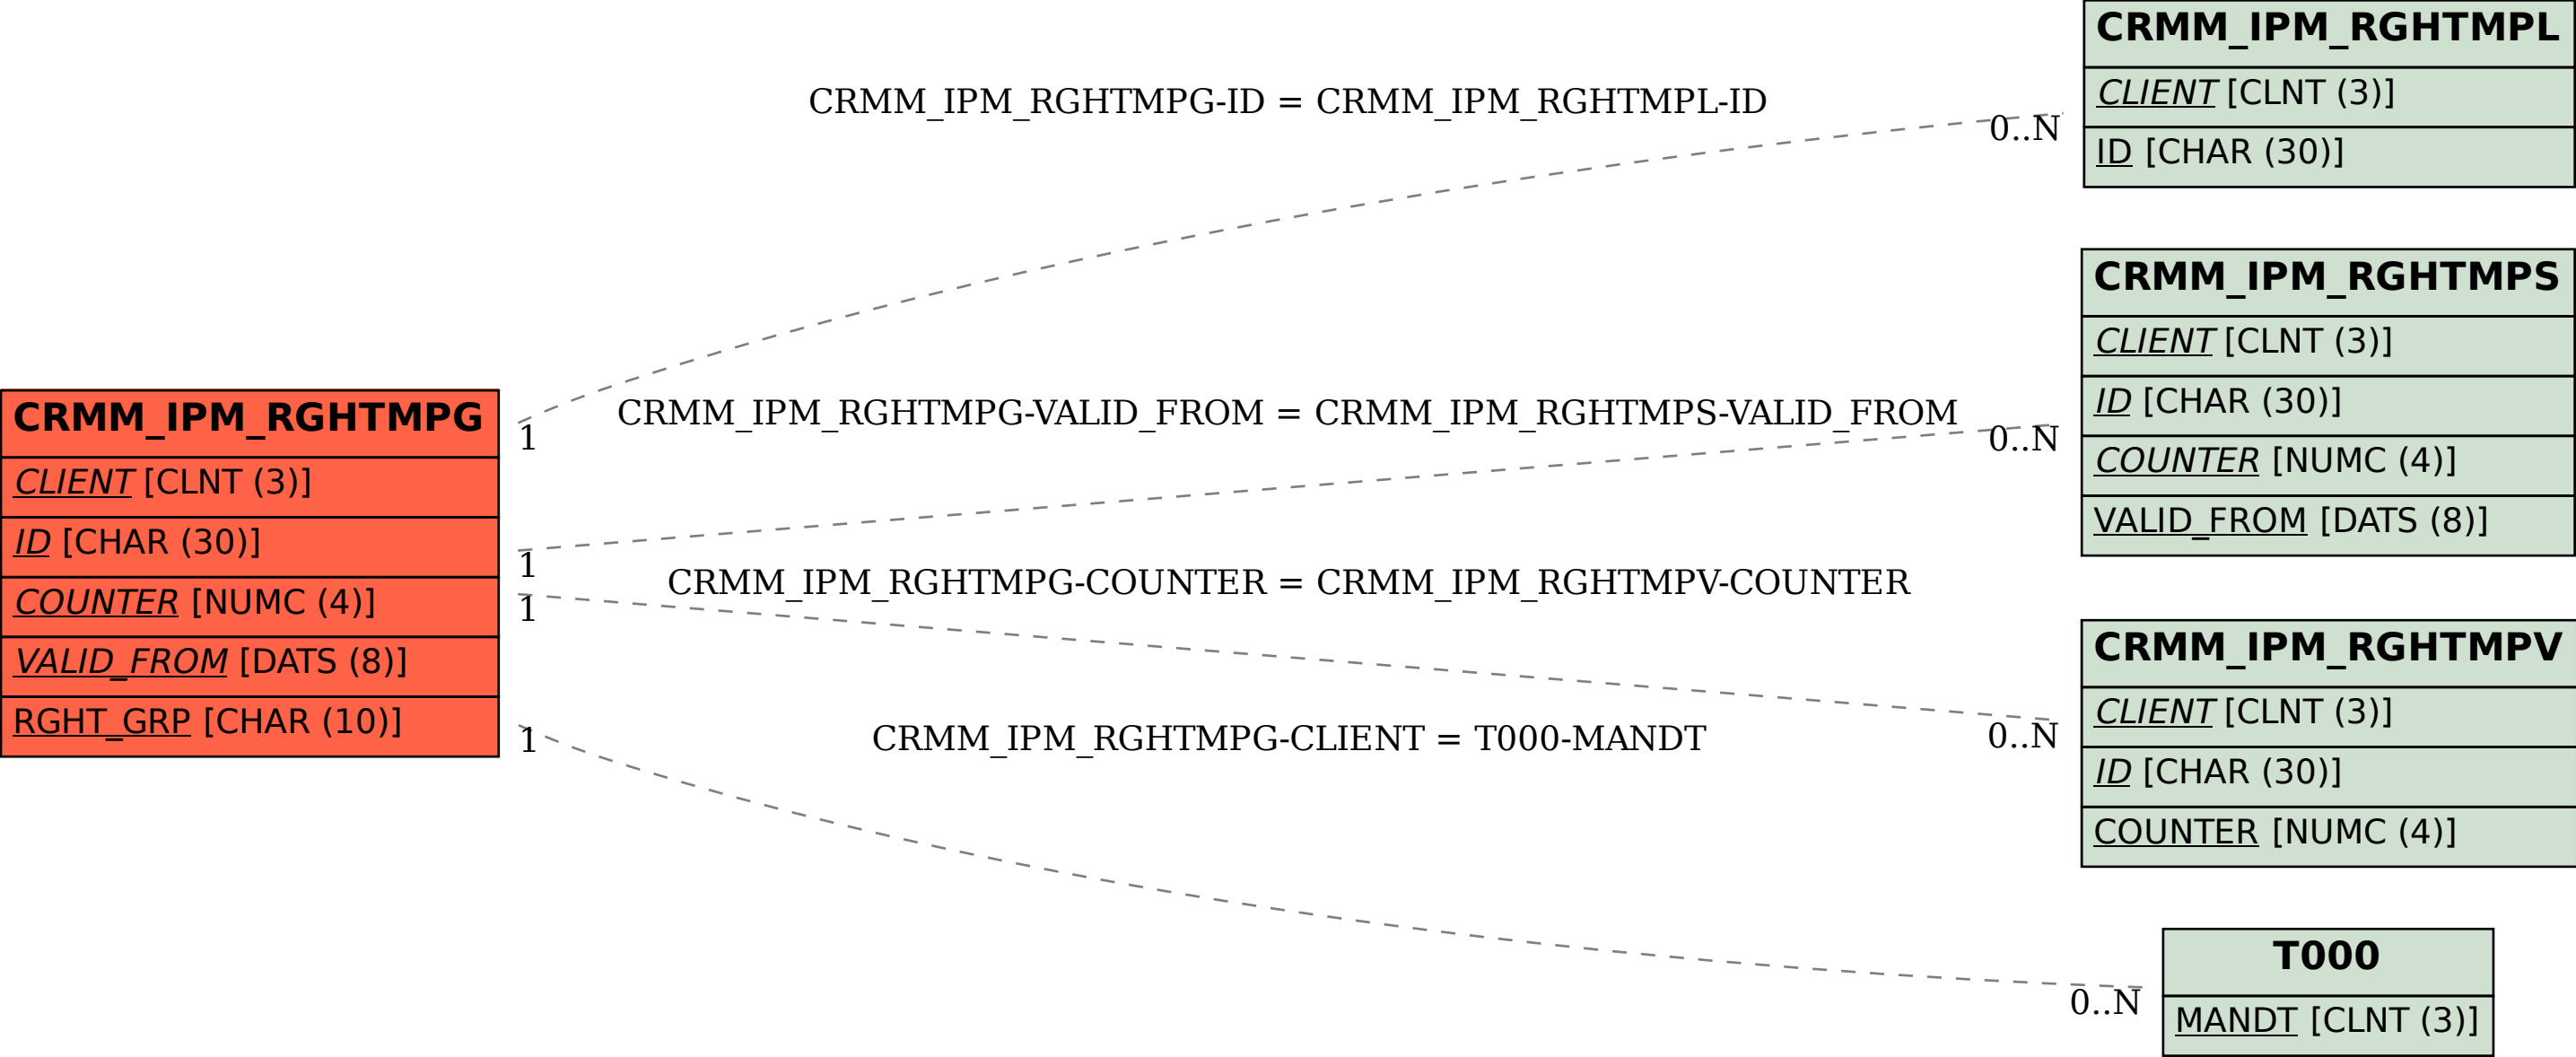 CRMM_IPM_RGHTMPG
CLIENT [CLNT (3)]
ID [CHAR (30)]
COUNTER [NUMC (4)]
VALID_FROM [DATS (8)]
RGHT_GRP [CHAR (10)]
CRMM_IPM_RGHTMPG-ID = CRMM_IPM_RGHTMPL-ID
1
0..N
CRMM_IPM_RGHTMPG-VALID_FROM = CRMM_IPM_RGHTMPS-VALID_FROM
1
0..N
CRMM_IPM_RGHTMPG-COUNTER = CRMM_IPM_RGHTMPV-COUNTER
1
0..N
CRMM_IPM_RGHTMPG-CLIENT = T000-MANDT
1
0..N
CRMM_IPM_RGHTMPL
CLIENT [CLNT (3)]
ID [CHAR (30)]
CRMM_IPM_RGHTMPS
CLIENT [CLNT (3)]
ID [CHAR (30)]
COUNTER [NUMC (4)]
VALID_FROM [DATS (8)]
CRMM_IPM_RGHTMPV
CLIENT [CLNT (3)]
ID [CHAR (30)]
COUNTER [NUMC (4)]
T000
MANDT [CLNT (3)]